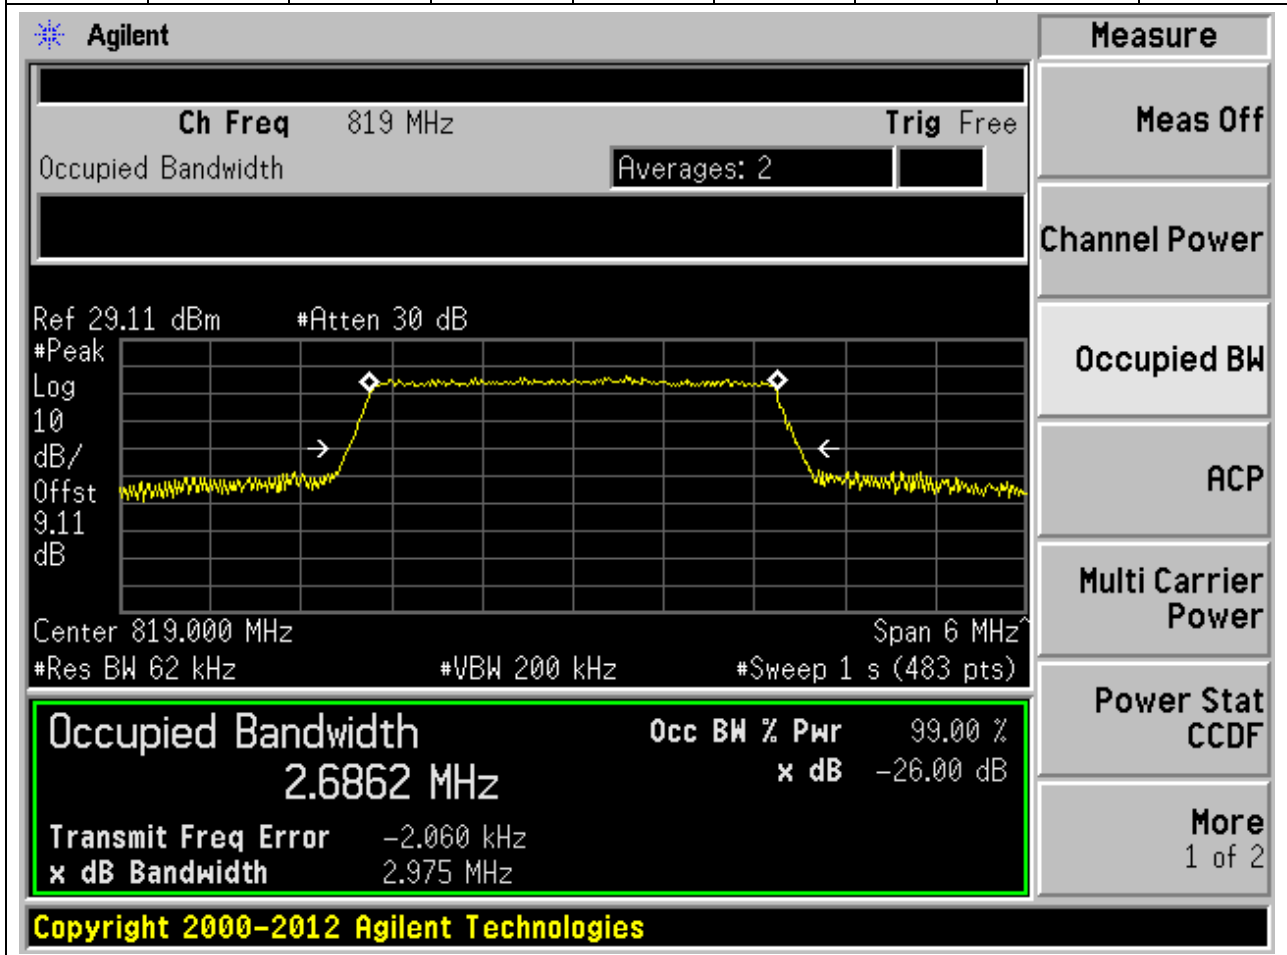 Agilent
Measure
Ch Freq 819 MHz Trig Free
Meas Off
Occupied Bandwidth Averages: 2
Channel Power
Ref 29.11 dBm #Atten 30 dB
#Peak
Log
10
dB/
Offst
9.11
dB
Occupied BW
ACP
Center 819.000 MHz Span 6 MHz^
#Res BW 62 kHz #VBW 200 kHz #Sweep 1 s (483 pts)
Multi Carrier
Power
Occupied Bandwidth Occ BW % Pwr 99.00 %
2.6862 MHz x dB -26.00 dB
Power Stat
CCDF
Transmit Freq Error -2.060 kHz
x dB Bandwidth 2.975 MHz
More
1 of 2
Copyright 2000-2012 Agilent Technologies